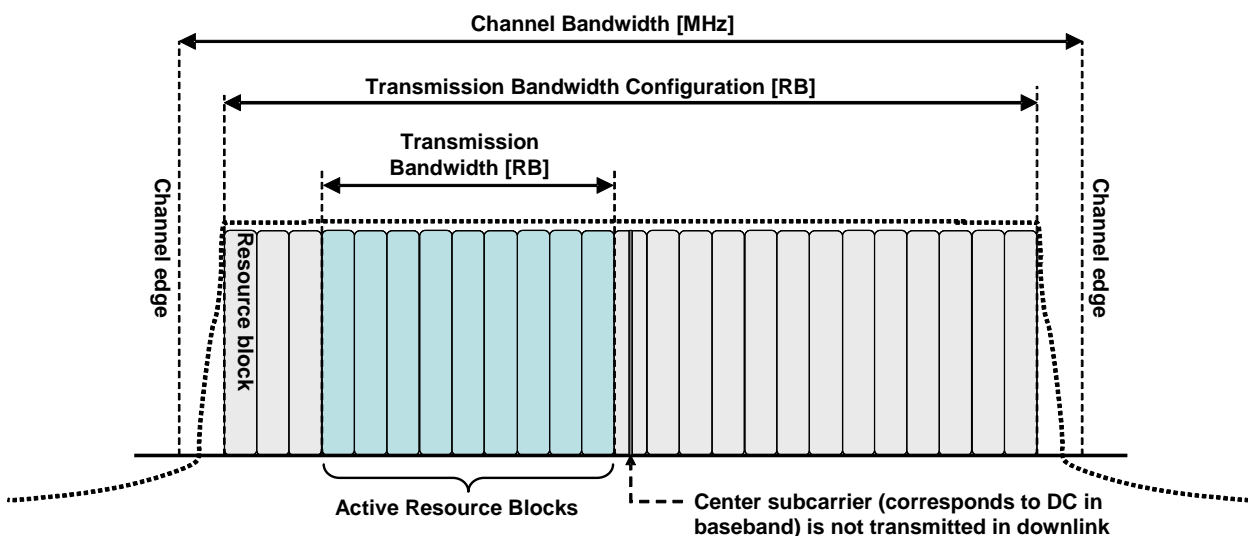 Channel Bandwidth [MHz]
Transmission Bandwidth Configuration [RB]
Transmission
Bandwidth [RB]
Channel edge
Channel edge
Resource block
Active Resource Blocks
Center subcarrier (corresponds to DC in
baseband) is not transmitted in downlink